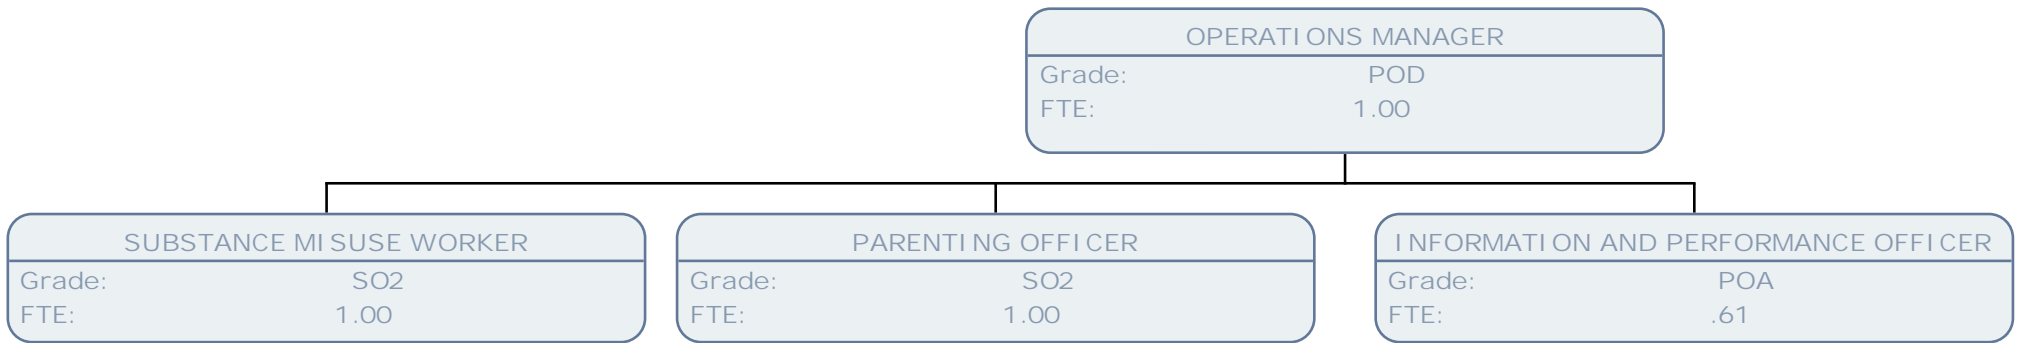 OPERATIONS MANAGER
Grade: POD
FTE: 1.00
SUBSTANCE MISUSE WORKER
Grade: SO2
FTE: 1.00
PARENTING OFFICER
Grade: SO2
FTE: 1.00
INFORMATION AND PERFORMANCE OFFICER
Grade: POA
FTE: .61